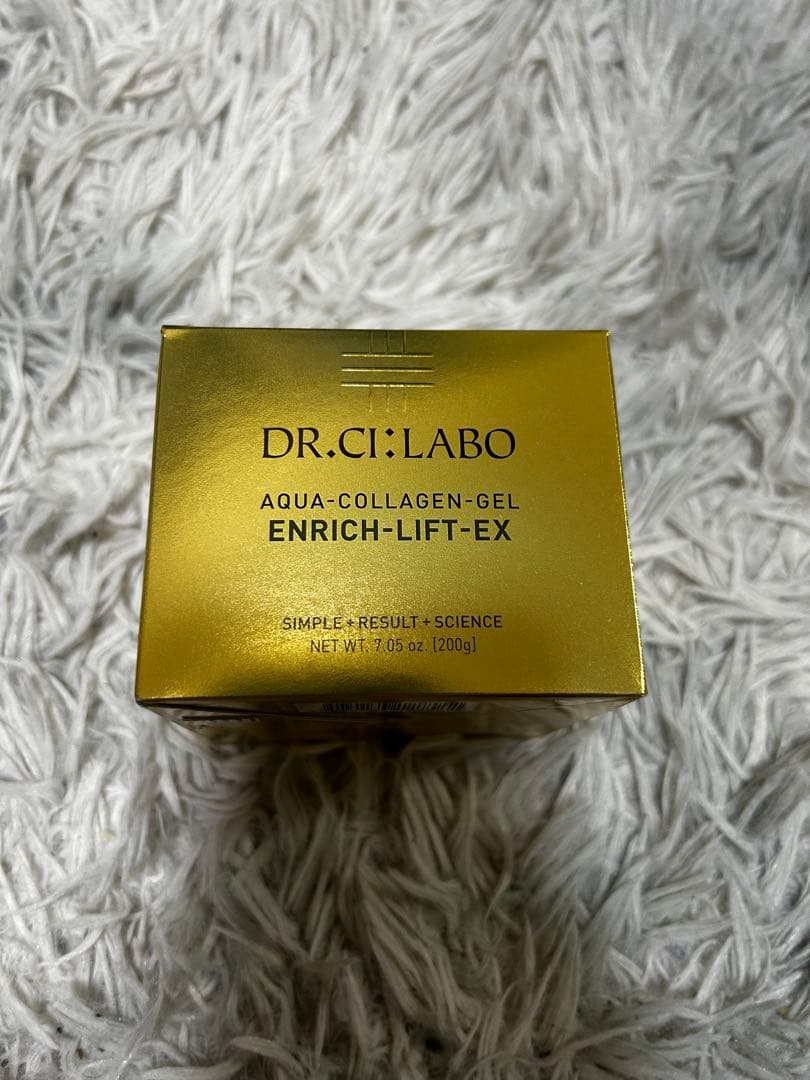 DR.CI:LABO
AQUA-COLLAGEN-GEL
ENRICH-LIFT-EX
SIMPLE+RESULT+SCIENCE
NET WT. 7.05 oz. [200g]